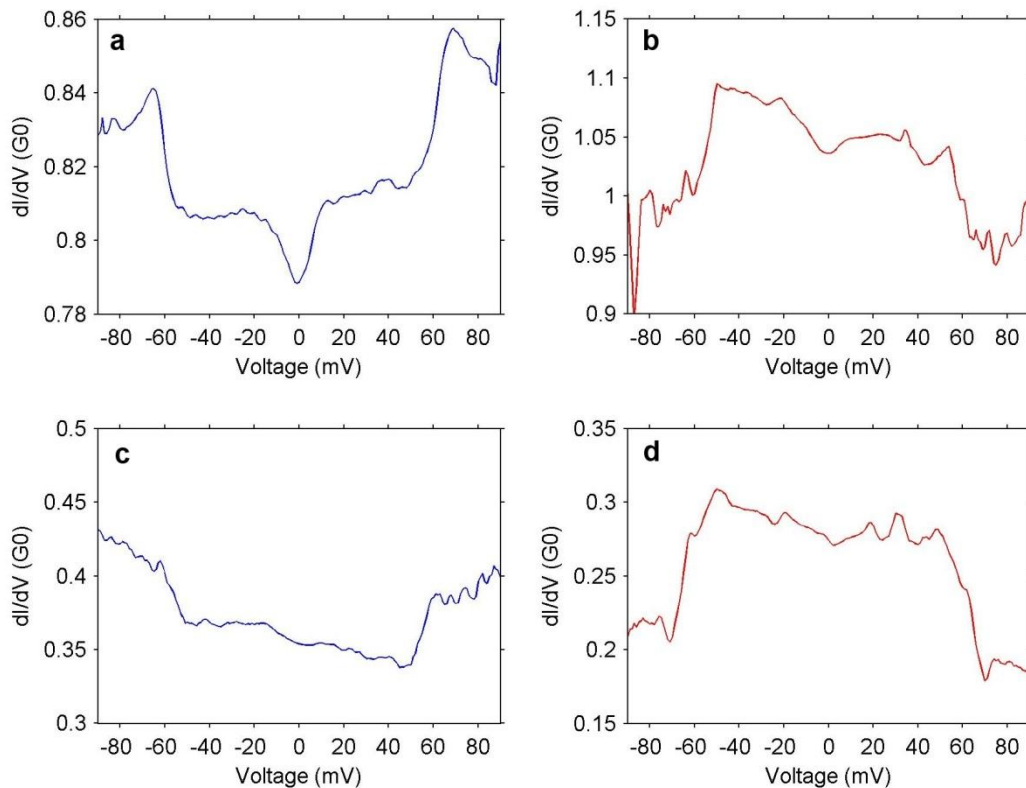 a
dI/dV (G0)
0.86
0.84
0.82
0.8
0.78
-80 -60 -40 -20 0 20 40 60 80
Voltage (mV)
b
dI/dV (G0)
1.15
1.1
1.05
1
0.95
0.9
-80 -60 -40 -20 0 20 40 60 80
Voltage (mV)
c
dI/dV (G0)
0.5
0.45
0.4
0.35
0.3
-80 -60 -40 -20 0 20 40 60 80
Voltage (mV)
d
dI/dV (G0)
0.35
0.3
0.25
0.2
0.15
-80 -60 -40 -20 0 20 40 60 80
Voltage (mV)